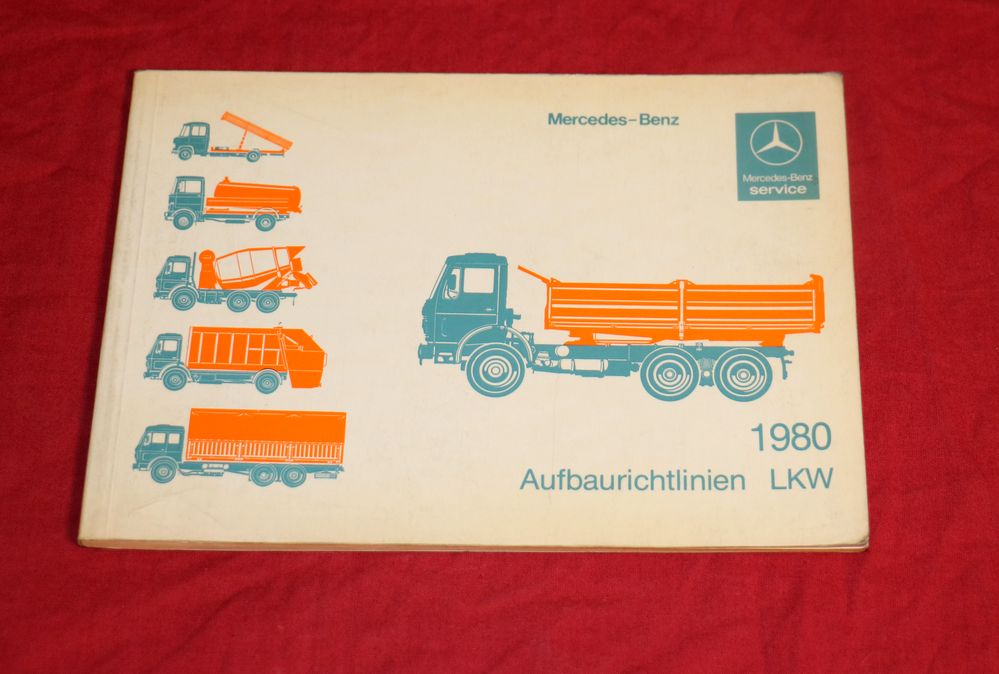 Mercedes-Benz
Mercedes-Benz
service
1980
Aufbaurichtlinien LKW